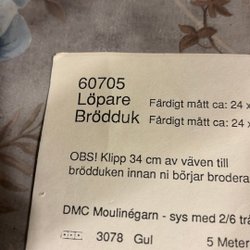 60705
Löpare Färdigt mått ca: 24 x
Brödduk Färdigt mått ca: 24 x
OBS! Klipp 34 cm av väven till
brödduken innan ni börjar brodera
DMC Moulinégarn - sys med 2/6 trå
3078 Gul 5 Meter